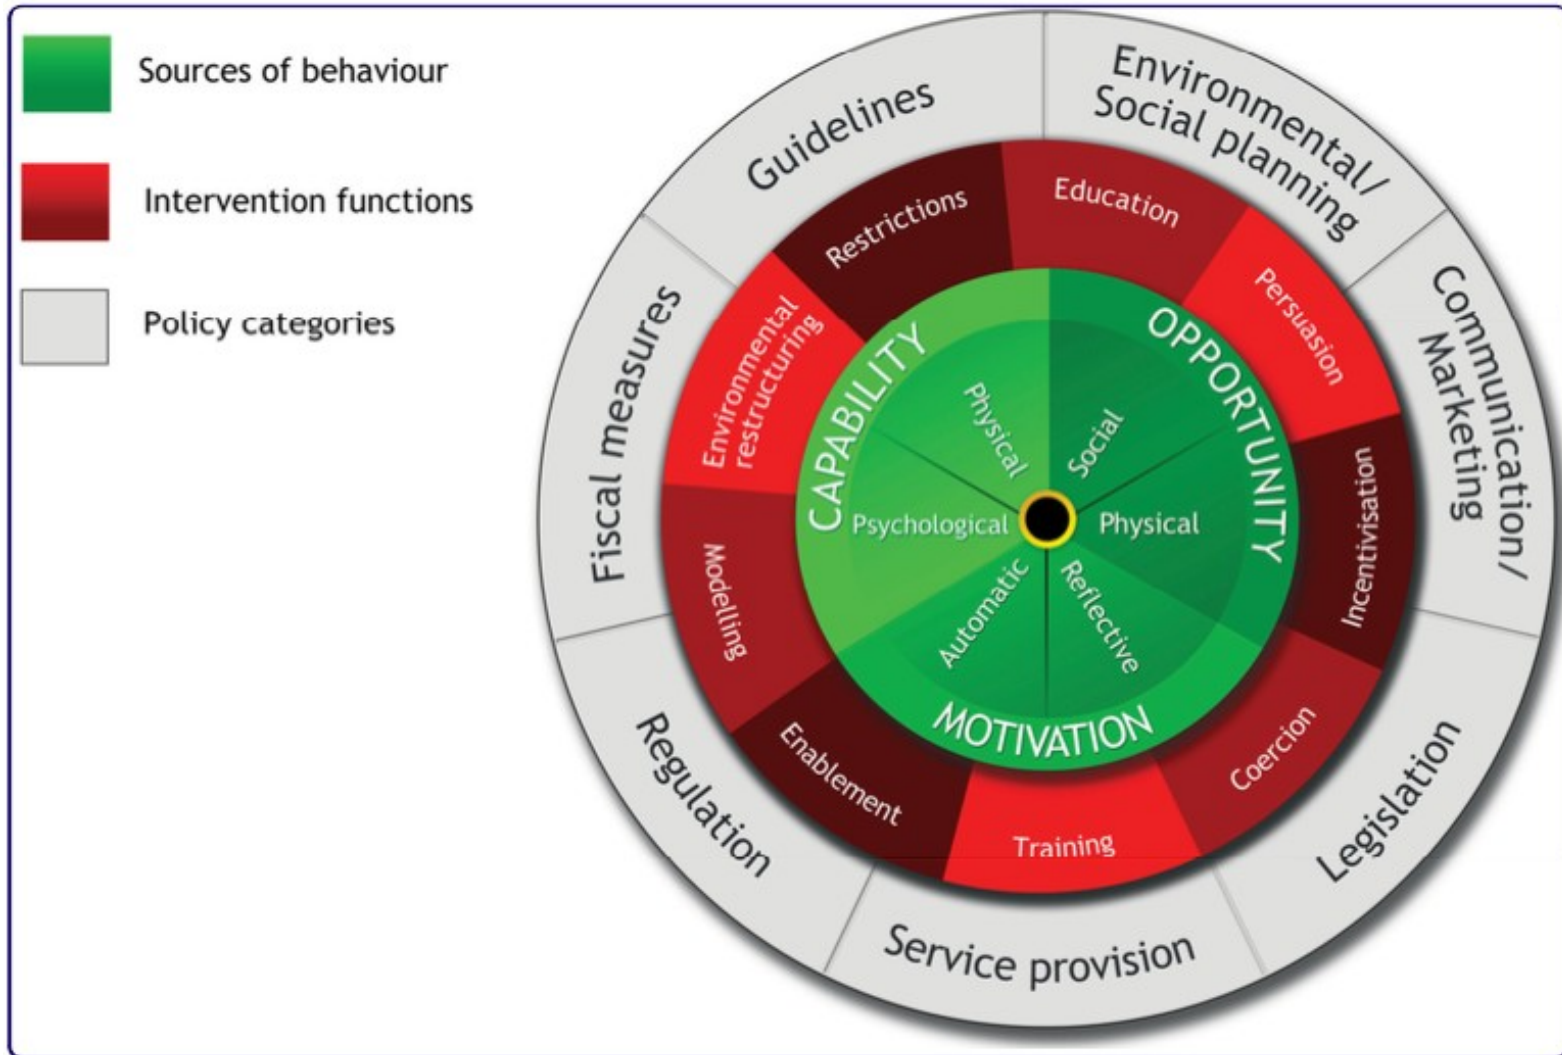 Sources of behaviour
Intervention functions
Policy categories
Guidelines
Environmental/
Social planning
Communication/
Marketing
Legislation
Service provision
Regulation
Fiscal measures
Restrictions
Education
Persuasion
Incentivisation
Coercion
Training
Enablement
Modelling
Environmental
restructuring
CAPABILITY
OPPORTUNITY
MOTIVATION
Physical
Social
Physical
Reflective
Automatic
Psychological